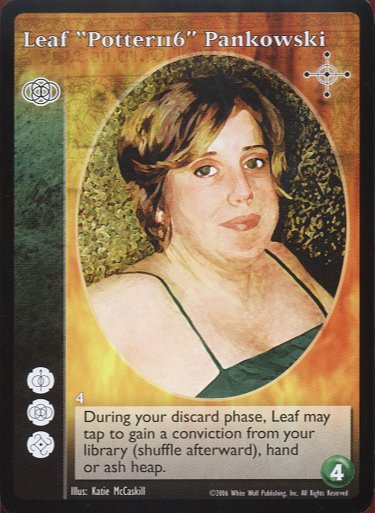 Leaf "Potter116" Pankowski
4
During your discard phase, Leaf may
tap to gain a conviction from your
library (shuffle afterward), hand
or ash heap.
4
Illus: Katie McCaskill
©2006 White Wolf Publishing, Inc. All Rights Reserved.